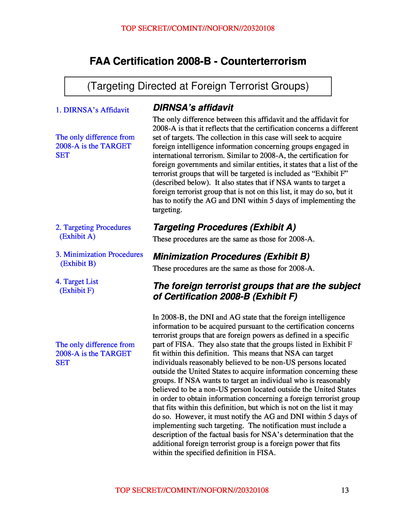 TOP SECRET//COMINT//NOFORN//20320108
FAA Certification 2008-B - Counterterrorism
(Targeting Directed at Foreign Terrorist Groups)
1. DIRNSA's Affidavit
The only difference from
2008-A is the TARGET
SET
DIRNSA's affidavit
The only difference between this affidavit and the affidavit for
2008-A is that it reflects that the certification concerns a different
set of targets. The collection in this case will seek to acquire
foreign intelligence information concerning groups engaged in
international terrorism. Similar to 2008-A, the certification for
foreign governments and similar entities, it states that a list of the
terrorist groups that will be targeted is included as "Exhibit F"
(described below). It also states that if NSA wants to target a
foreign terrorist group that is not on this list, it may do so, but it
has to notify the AG and DNI within 5 days of implementing the
targeting.
2. Targeting Procedures
(Exhibit A)
Targeting Procedures (Exhibit A)
These procedures are the same as those for 2008-A.
3. Minimization Procedures
(Exhibit B)
Minimization Procedures (Exhibit B)
These procedures are the same as those for 2008-A.
4. Target List
(Exhibit F)
The foreign terrorist groups that are the subject
of Certification 2008-B (Exhibit F)
The only difference from
2008-A is the TARGET
SET
In 2008-B, the DNI and AG state that the foreign intelligence
information to be acquired pursuant to the certification concerns
terrorist groups that are foreign powers as defined in a specific
part of FISA. They also state that the groups listed in Exhibit F
fit within this definition. This means that NSA can target
individuals reasonably believed to be non-US persons located
outside the United States to acquire information concerning these
groups. If NSA wants to target an individual who is reasonably
believed to be a non-US person located outside the United States
in order to obtain information concerning a foreign terrorist group
that fits within this definition, but which is not on the list it may
do so. However, it must notify the AG and DNI within 5 days of
implementing such targeting. The notification must include a
description of the factual basis for NSA's determination that the
additional foreign terrorist group is a foreign power that fits
within the specified definition in FISA.
TOP SECRET//COMINT//NOFORN//20320108
13